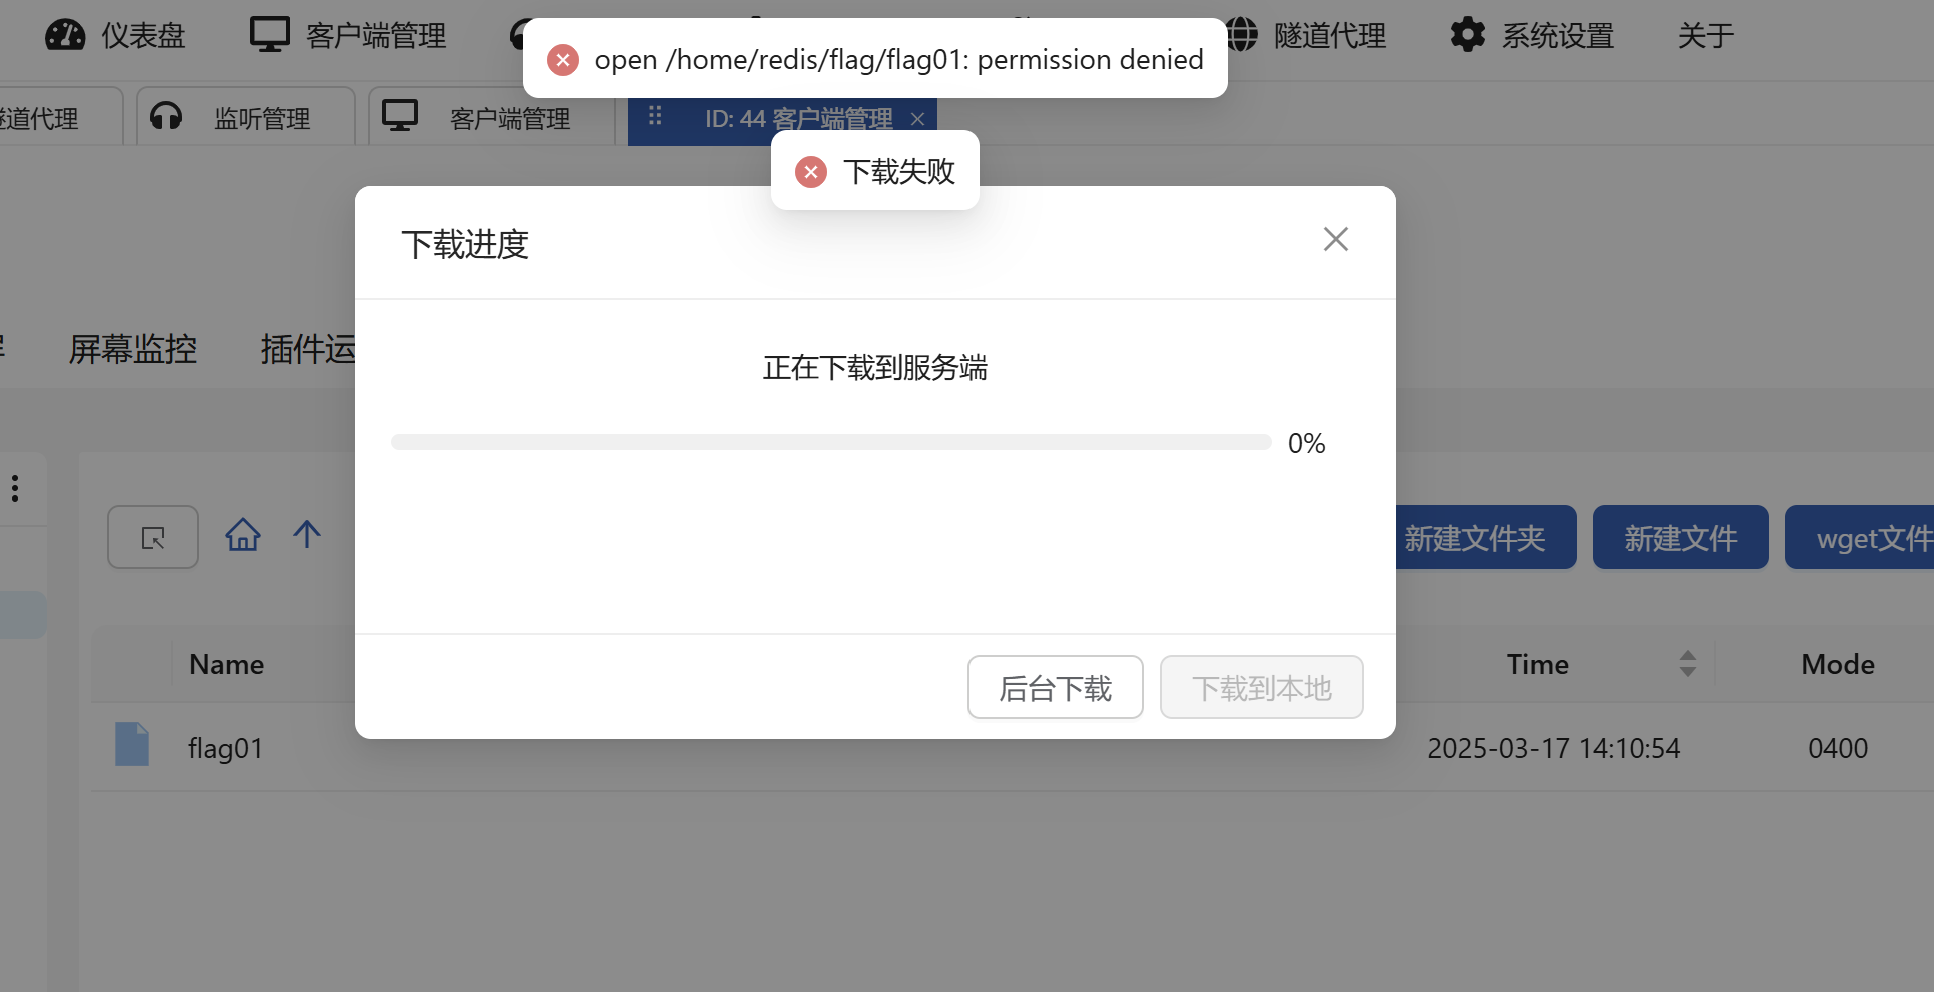 仪表盘
客户端管理
隧道代理
系统设置
关于
open /home/redis/flag/flag01: permission denied
隧道代理
监听管理
客户端管理
ID: 44 客户端管理
下载失败
下载进度
屏幕监控
插件运
正在下载到服务端
0%
新建文件夹
新建文件
wget文件
Name
Time
Mode
后台下载
下载到本地
flag01
2025-03-17 14:10:54
0400